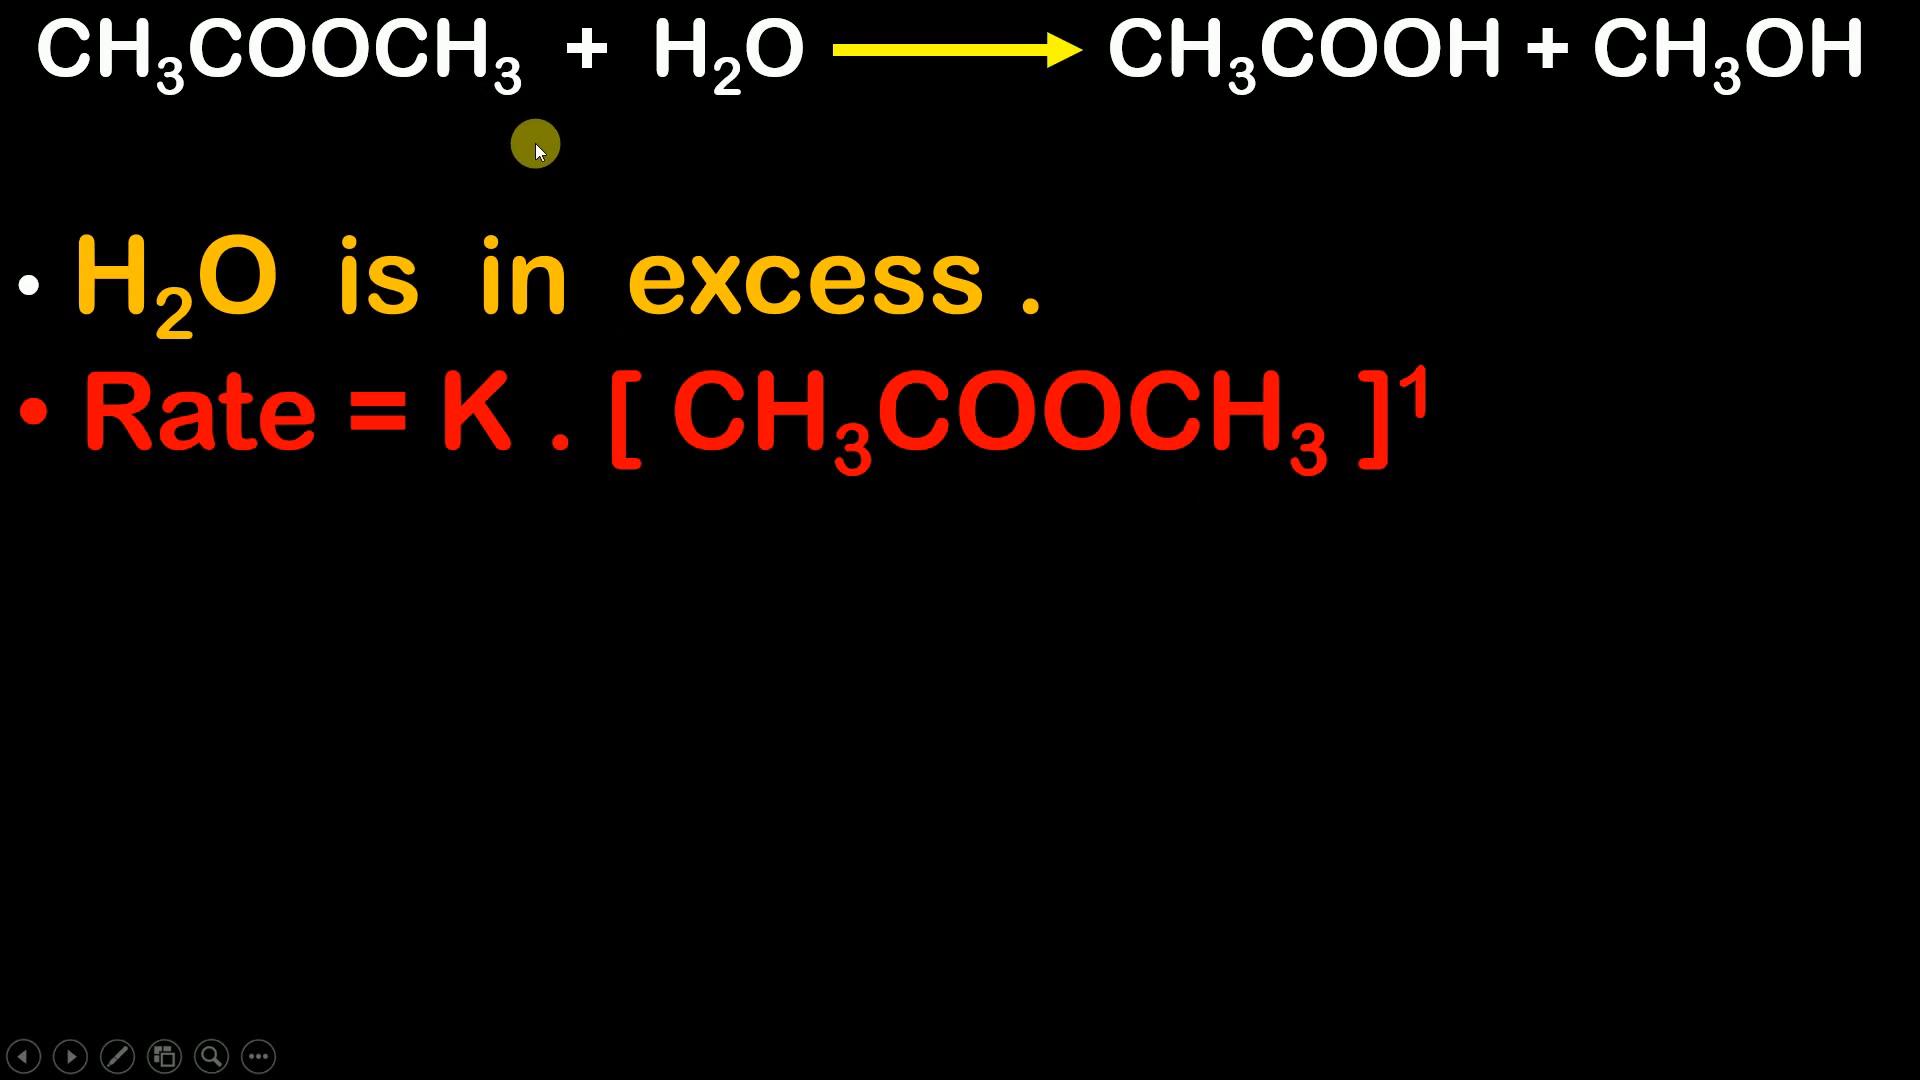 CH₃COOCH₃ + H₂O ⟶ CH₃COOH + CH₃OH
• H₂O is in excess .
• Rate = K . [ CH₃COOCH₃ ]¹